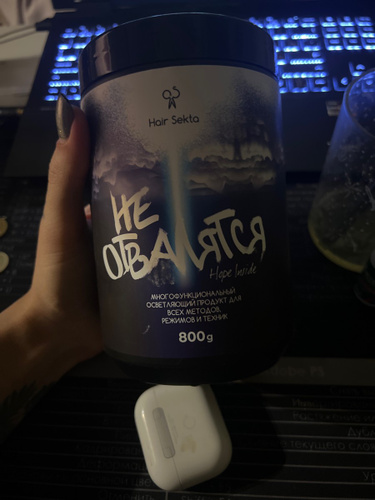 Hair Sekta
НЕ
ОТВАЛЯТСЯ
Hope Inside
МНОГОФУНКЦИОНАЛЬНЫЙ
ОСВЕТЛЯЮЩИЙ ПРОДУКТ ДЛЯ
ВСЕХ МЕТОДОВ,
РЕЖИМОВ И ТЕХНИК
800g